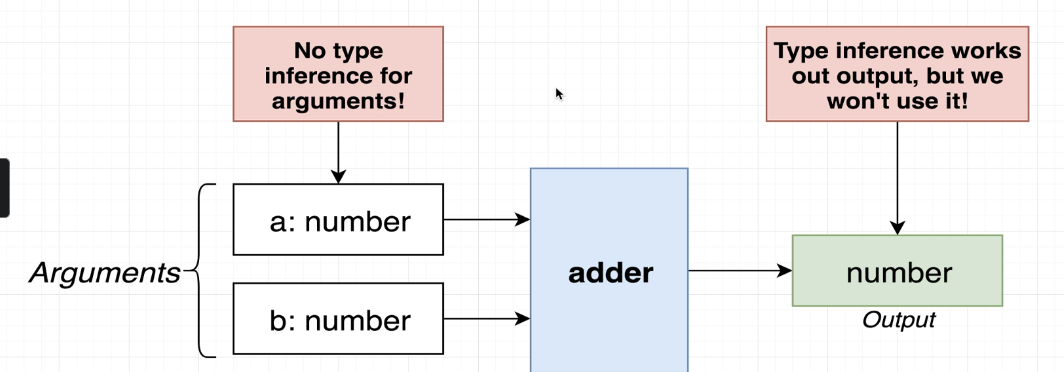 No type
inference for
arguments!
Type inference works
out output, but we
won't use it!
Arguments
a: number
b: number
adder
number
Output